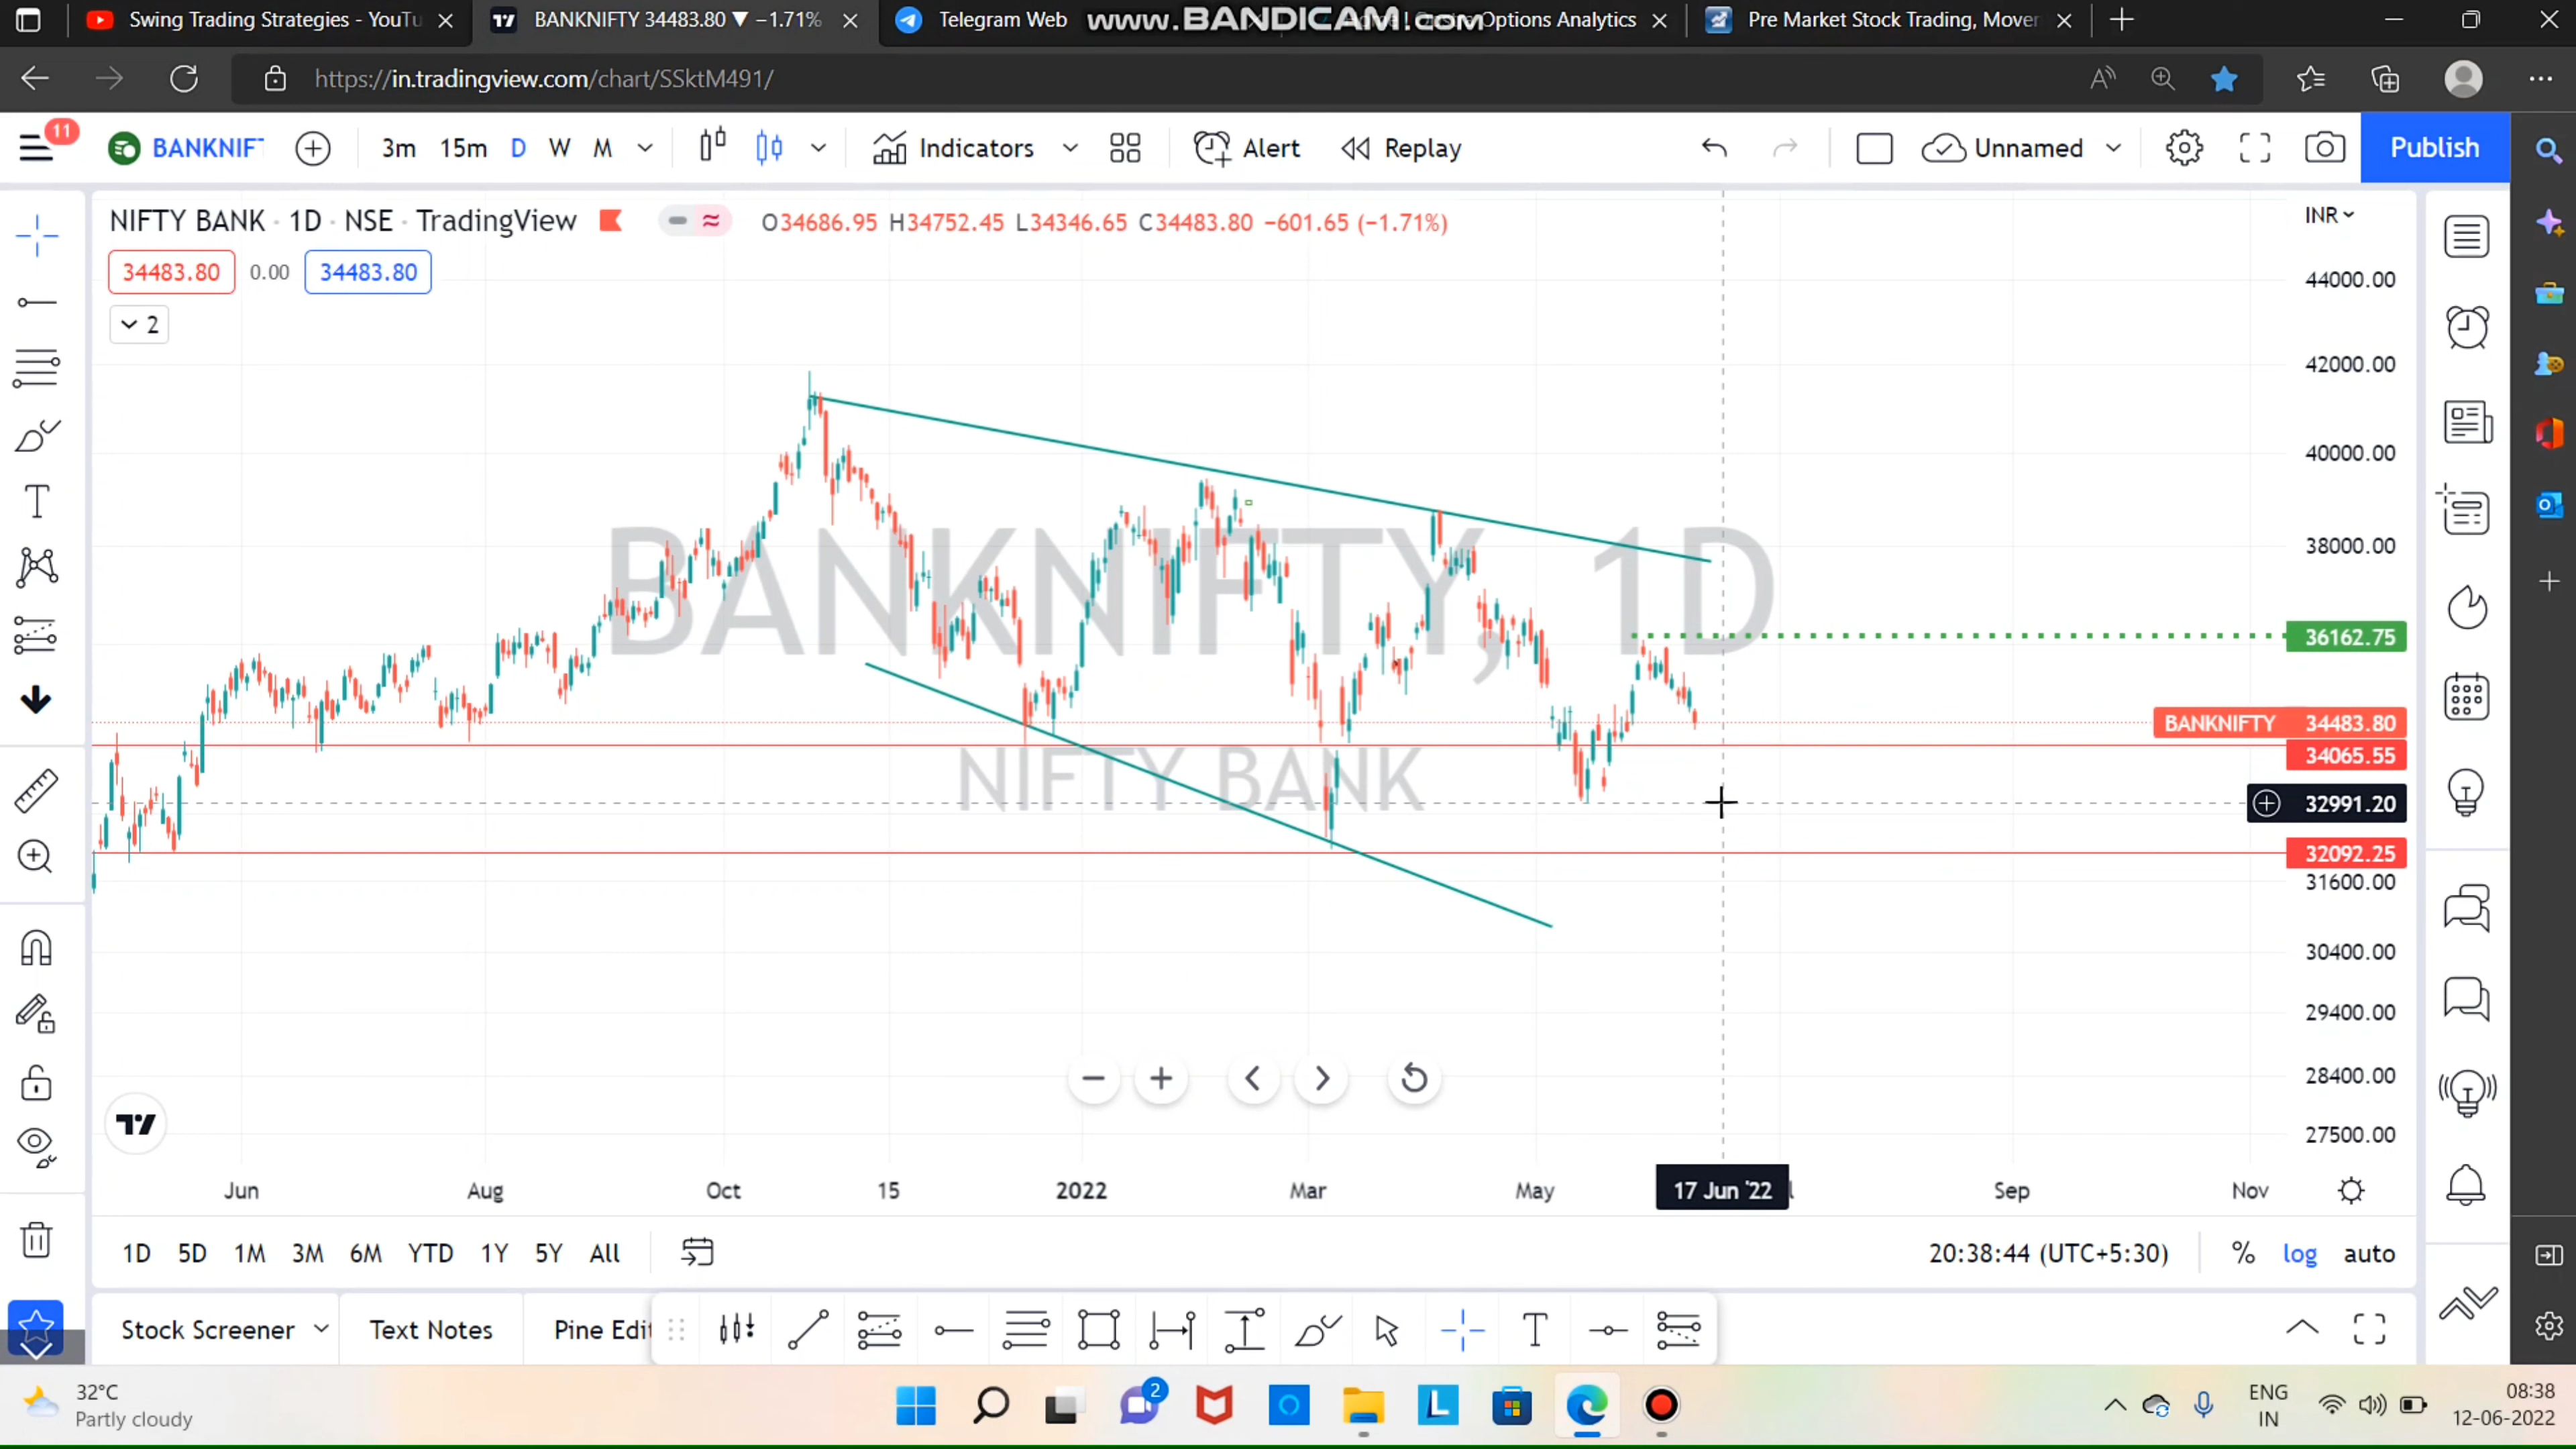 Swing Trading Strategies - YouTu
BANKNIFTY 34483.80 ▼ −1.71%
Telegram Web
www.BANDICAM.com
Options Analytics
Pre Market Stock Trading, Mover
https://in.tradingview.com/chart/SSktM491/
11
BANKNIF
3m 15m D W M
Indicators
Alert
Replay
Unnamed
Publish
NIFTY BANK · 1D · NSE · TradingView
O34686.95 H34752.45 L34346.65 C34483.80 −601.65 (−1.71%)
INR
34483.80 0.00 34483.80
2
BANKNIFTY, 1D
NIFTY BANK
44000.00
42000.00
40000.00
38000.00
36162.75
BANKNIFTY 34483.80
34065.55
32991.20
32092.25
31600.00
30400.00
29400.00
28400.00
27500.00
Jun Aug Oct 15 2022 Mar May 17 Jun '22 Sep Nov
1D 5D 1M 3M 6M YTD 1Y 5Y All
20:38:44 (UTC+5:30) % log auto
Stock Screener
Text Notes
Pine Edit
32°C
Partly cloudy
2
ENG
IN
08:38
12-06-2022